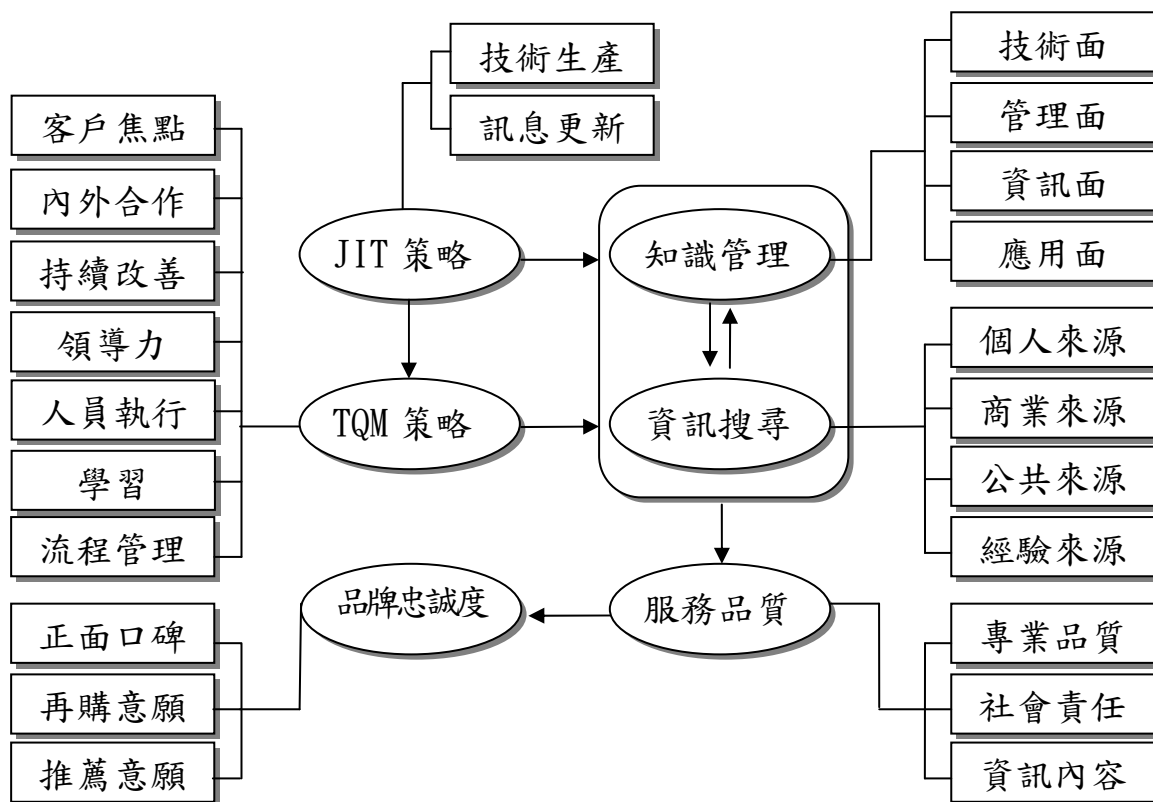 技術生產
訊息更新
技術面
管理面
資訊面
應用面
客戶焦點
內外合作
持續改善
領導力
人員執行
學習
流程管理
JIT 策略
知識管理
TQM 策略
資訊搜尋
個人來源
商業來源
公共來源
經驗來源
品牌忠誠度
服務品質
正面口碑
再購意願
推薦意願
專業品質
社會責任
資訊內容